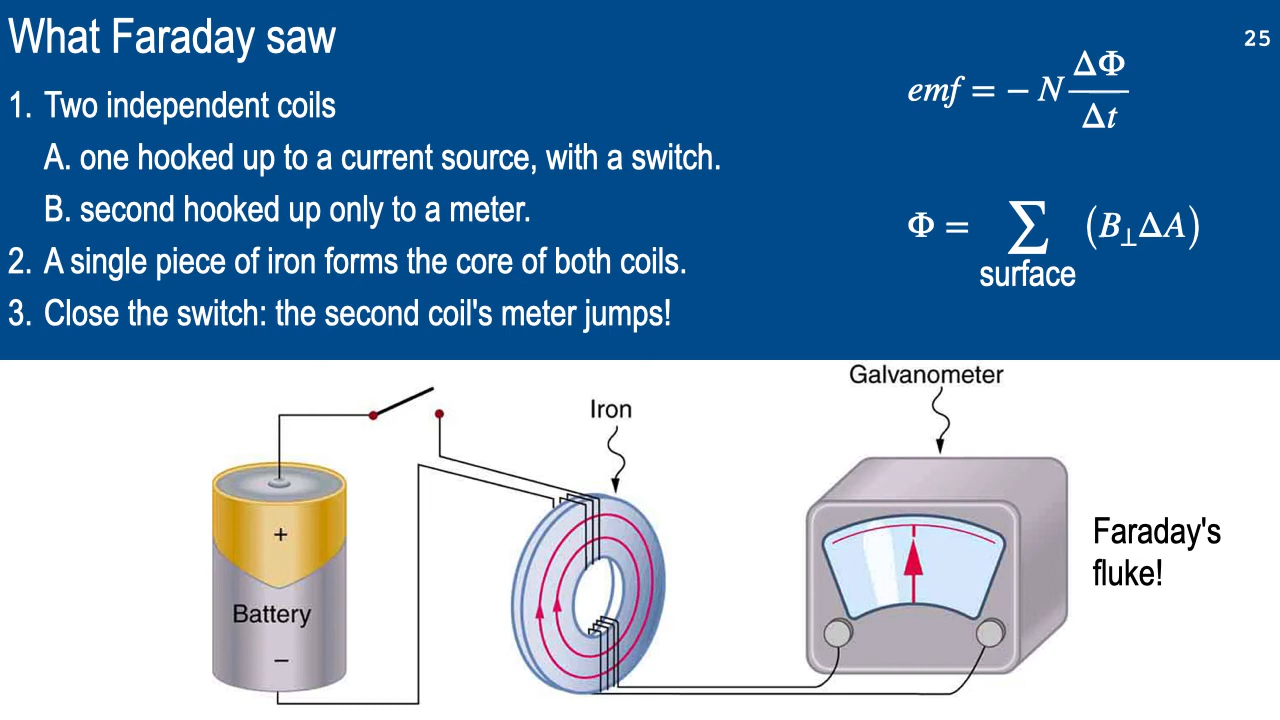 What Faraday saw
25
1. Two independent coils
A. one hooked up to a current source, with a switch.
B. second hooked up only to a meter.
2. A single piece of iron forms the core of both coils.
3. Close the switch: the second coil's meter jumps!
emf = − N ΔΦ/Δt
Φ = ∑ surface (B⊥ΔA)
Galvanometer
Iron
+
Battery
−
Faraday's
fluke!